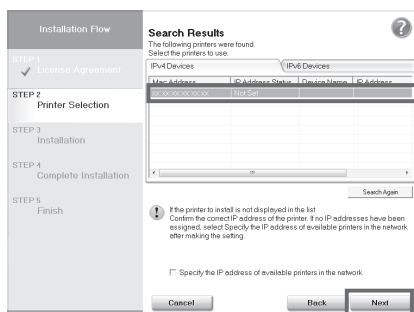 Installation Flow
STEP 1
License Agreement
STEP 2
Printer Selection
STEP 3
Installation
STEP 4
Complete Installation
STEP 5
Finish
Search Results
The following printers were found.
Select the printers to use.
IPv4 Devices
IPv6 Devices
Mac Address
IP Address Status
Device Name
IP Address
xx:xx:xx:xx:xx:xx
Not Set
Search Again
If the printer to install is not displayed in the list
Confirm the correct IP address of the printer. If no IP addresses have been
assigned, select Specify the IP address of available printers in the network
after making the setting.
Specify the IP address of available printers in the network
Cancel
Back
Next